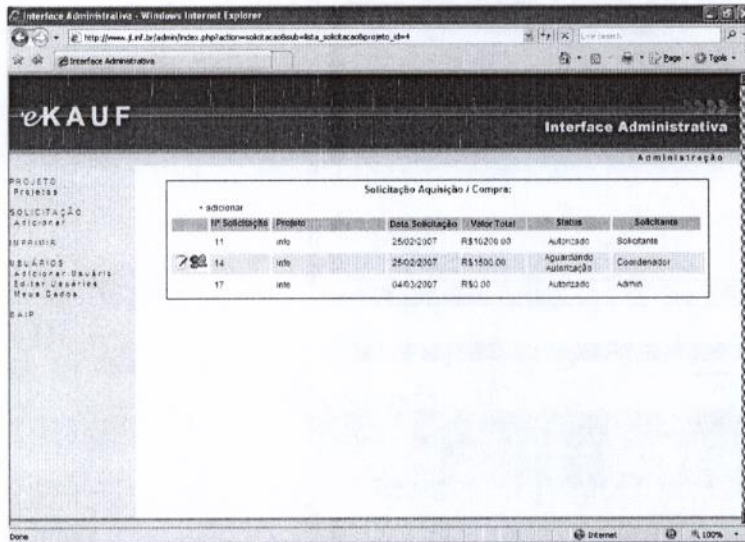 Interface Administrativa - Windows Internet Explorer
http://www.jl.inf.br/admin/index.php?action=solicitacao&sub=lista_solicitacao&projeto_id=4
Live Search
Interface Administrativa
Page
Tools
eKAUF
Interface Administrativa
Administração
PROJETO
Projetos
SOLICITAÇÃO
Adicionar
IMPRIMIR
USUÁRIOS
Adicionar Usuário
Editar Usuários
Meus Dados
SAIR
Solicitação Aquisição / Compra:
+ adicionar
Nº Solicitação Projeto Data Solicitação Valor Total Status Solicitante
11 info 25/02/2007 R$10200.00 Autorizado Solicitante
14 info 25/02/2007 R$1500.00 Aguardando Autorização Coordenador
17 info 04/03/2007 R$0.00 Autorizado Admin
Done
Internet
100%